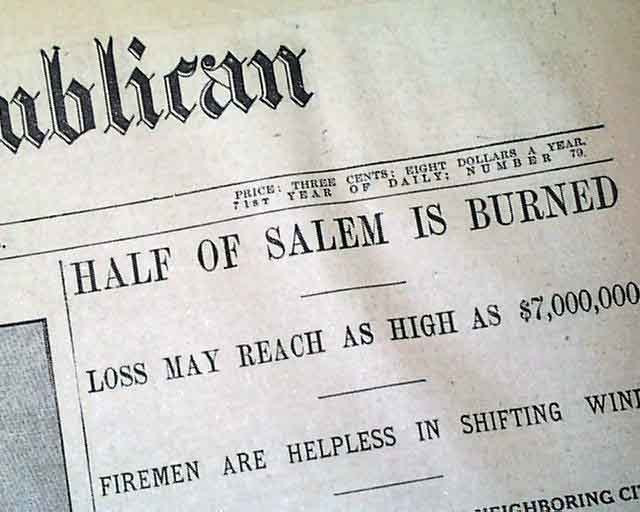 ublican
PRICE: THREE CENTS; EIGHT DOLLARS A YEAR.
71ST YEAR OF DAILY; NUMBER 79.
HALF OF SALEM IS BURNED
LOSS MAY REACH AS HIGH AS $7,000,000
FIREMEN ARE HELPLESS IN SHIFTING WIND
NEIGHBORING CI